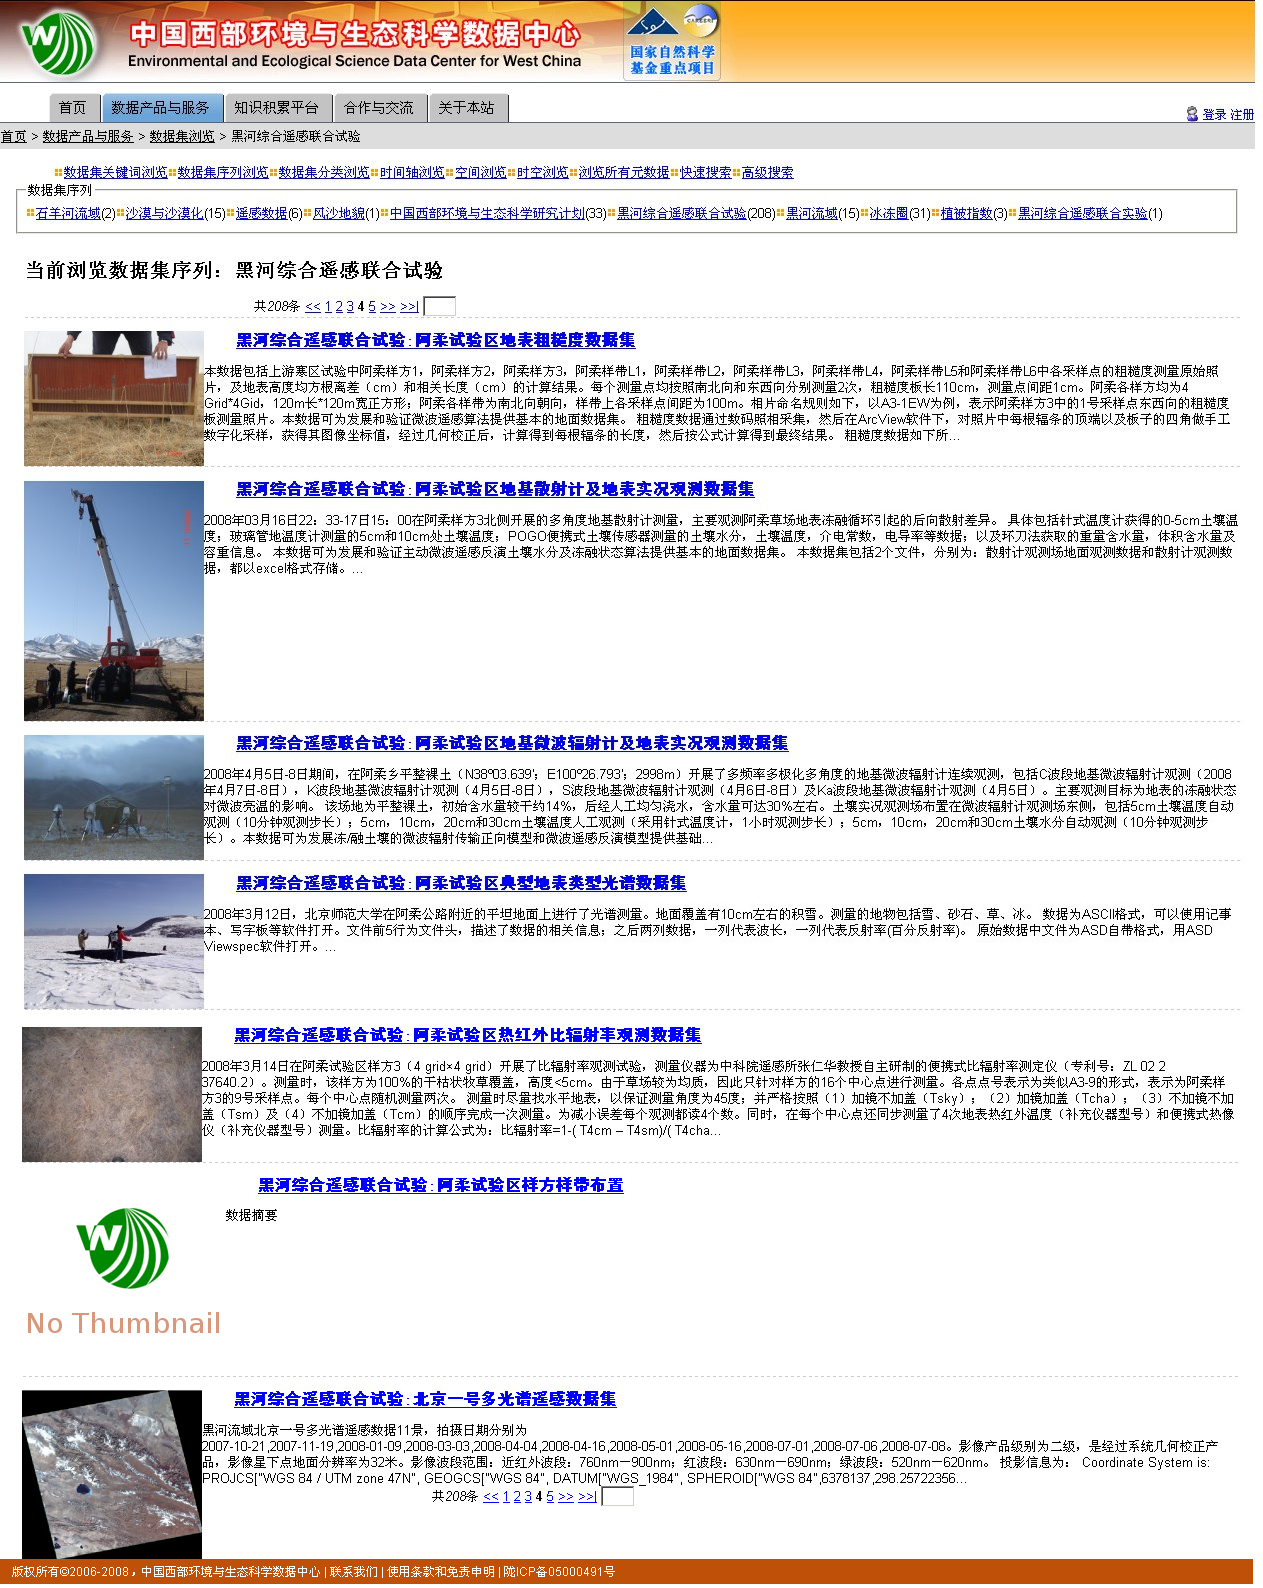 中国西部环境与生态科学数据中心
Environmental and Ecological Science Data Center for West China
国家自然科学
基金重点项目
首页 数据产品与服务 知识积累平台 合作与交流 关于本站
登录 注册
首页 > 数据产品与服务 > 数据集浏览 > 黑河综合遥感联合试验
数据集关键词浏览 数据集序列浏览 数据集分类浏览 时间轴浏览 空间浏览 时空浏览 浏览所有元数据 快速搜索 高级搜索
数据集序列
石羊河流域(2) 沙漠与沙漠化(15) 遥感数据(6) 风沙地貌(1) 中国西部环境与生态科学研究计划(33) 黑河综合遥感联合试验(208) 黑河流域(15) 冰冻圈(31) 植被指数(3) 黑河综合遥感联合实验(1)
当前浏览数据集序列：黑河综合遥感联合试验
共208条 << 1 2 3 4 5 >> >>|
黑河综合遥感联合试验：阿柔试验区地表粗糙度数据集
本数据包括上游寒区试验中阿柔样方1，阿柔样方2，阿柔样方3，阿柔样带L1，阿柔样带L2，阿柔样带L3，阿柔样带L4，阿柔样带L5和阿柔样带L6中各采样点的粗糙度测量原始照
片，及地表高度均方根离差（cm）和相关长度（cm）的计算结果。每个测量点均按照南北向和东西向分别测量2次，粗糙度板长110cm，测量点间距1cm。阿柔各样方均为4
Grid*4Gid，120m长*120m宽正方形；阿柔各样带为南北向朝向，样带上各采样点间距为100m。相片命名规则如下，以A3-1EW为例，表示阿柔样方3中的1号采样点东西向的粗糙度
板测量照片。本数据可为发展和验证微波遥感算法提供基本的地面数据集。 粗糙度数据通过数码照相采集，然后在ArcView软件下，对照片中每根辐条的顶端以及板子的四角做手工
数字化采样，获得其图像坐标值，经过几何校正后，计算得到每根辐条的长度，然后按公式计算得到最终结果。 粗糙度数据如下所...
黑河综合遥感联合试验：阿柔试验区地基散射计及地表实况观测数据集
2008年03月16日22：33-17日15：00在阿柔样方3北侧开展的多角度地基散射计测量，主要观测阿柔草场地表冻融循环引起的后向散射差异。 具体包括针式温度计获得的0-5cm土壤温
度；玻璃管地温度计测量的5cm和10cm处土壤温度；POGO便携式土壤传感器测量的土壤水分，土壤温度，介电常数，电导率等数据；以及环刀法获取的重量含水量，体积含水量及
容重信息。 本数据可为发展和验证主动微波遥感反演土壤水分及冻融状态算法提供基本的地面数据集。 本数据集包括2个文件，分别为：散射计观测场地面观测数据和散射计观测数
据，都以excel格式存储。...
黑河综合遥感联合试验：阿柔试验区地基微波辐射计及地表实况观测数据集
2008年4月5日-8日期间，在阿柔乡平整裸土（N38º03.639'；E100º26.793'；2998m）开展了多频率多极化多角度的地基微波辐射计连续观测，包括C波段地基微波辐射计观测（2008
年4月7日-8日），K波段地基微波辐射计观测（4月5日-8日），S波段地基微波辐射计观测（4月6日-8日）及Ka波段地基微波辐射计观测（4月5日）。主要观测目标为地表的冻融状态
对微波亮温的影响。 该场地为平整裸土，初始含水量较干约14%，后经人工均匀浇水，含水量可达30%左右。土壤实况观测场布置在微波辐射计观测场东侧，包括5cm土壤温度自动
观测（10分钟观测步长）；5cm，10cm，20cm和30cm土壤温度人工观测（采用针式温度计，1小时观测步长）；5cm，10cm，20cm和30cm土壤水分自动观测（10分钟观测步
长）。本数据可为发展冻/融土壤的微波辐射传输正向模型和微波遥感反演模型提供基础...
黑河综合遥感联合试验：阿柔试验区典型地表类型光谱数据集
2008年3月12日，北京师范大学在阿柔公路附近的平坦地面上进行了光谱测量。地面覆盖有10cm左右的积雪。测量的地物包括雪、砂石、草、冰。 数据为ASCII格式，可以使用记事
本、写字板等软件打开。文件前5行为文件头，描述了数据的相关信息；之后两列数据，一列代表波长，一列代表反射率(百分反射率)。 原始数据中文件为ASD自带格式，用ASD
Viewspec软件打开。...
黑河综合遥感联合试验：阿柔试验区热红外比辐射率观测数据集
2008年3月14日在阿柔试验区样方3（4 grid×4 grid）开展了比辐射率观测试验，测量仪器为中科院遥感所张仁华教授自主研制的便携式比辐射率测定仪（专利号：ZL 02 2
37640.2）。测量时，该样方为100%的干枯状牧草覆盖，高度<5cm。由于草场较为均质，因此只针对样方的16个中心点进行测量。各点点号表示为类似A3-9的形式，表示为阿柔样
方3的9号采样点。每个中心点随机测量两次。 测量时尽量找水平地表，以保证测量角度为45度；并严格按照（1）加镜不加盖（Tsky）；（2）加镜加盖（Tcha）；（3）不加镜不加
盖（Tsm）及（4）不加镜加盖（Tcm）的顺序完成一次测量。为减小误差每个观测都读4个数。同时，在每个中心点还同步测量了4次地表热红外温度（补充仪器型号）和便携式热像
仪（补充仪器型号）测量。比辐射率的计算公式为：比辐射率=1-( T4cm – T4sm)/( T4cha...
黑河综合遥感联合试验：阿柔试验区样方样带布置
数据摘要
No Thumbnail
黑河综合遥感联合试验：北京一号多光谱遥感数据集
黑河流域北京一号多光谱遥感数据11景，拍摄日期分别为
2007-10-21,2007-11-19,2008-01-09,2008-03-03,2008-04-04,2008-04-16,2008-05-01,2008-05-16,2008-07-01,2008-07-06,2008-07-08。影像产品级别为二级，是经过系统几何校正产
品，影像星下点地面分辨率为32米。影像波段范围：近红外波段：760nm—900nm；红波段：630nm—690nm；绿波段：520nm—620nm。 投影信息为： Coordinate System is:
PROJCS["WGS 84 / UTM zone 47N", GEOGCS["WGS 84", DATUM["WGS_1984", SPHEROID["WGS 84",6378137,298.25722356...
共208条 << 1 2 3 4 5 >> >>|
版权所有©2006-2008，中国西部环境与生态科学数据中心 | 联系我们 | 使用条款和免责申明 | 陇ICP备05000491号